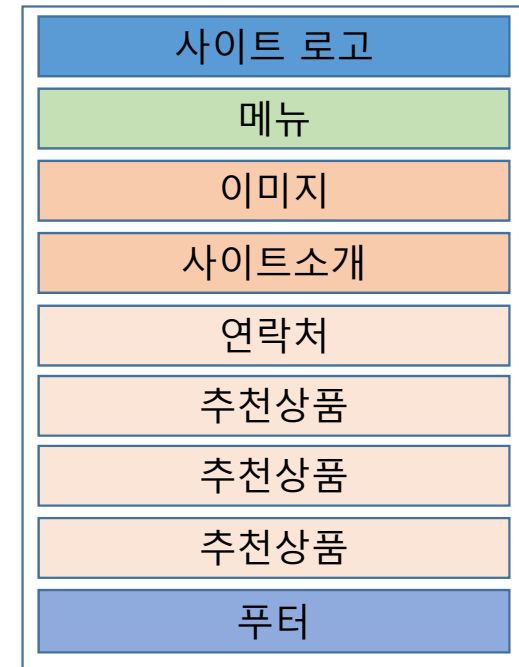 사이트 로고
메뉴
이미지
사이트소개
연락처
추천상품
추천상품
추천상품
푸터